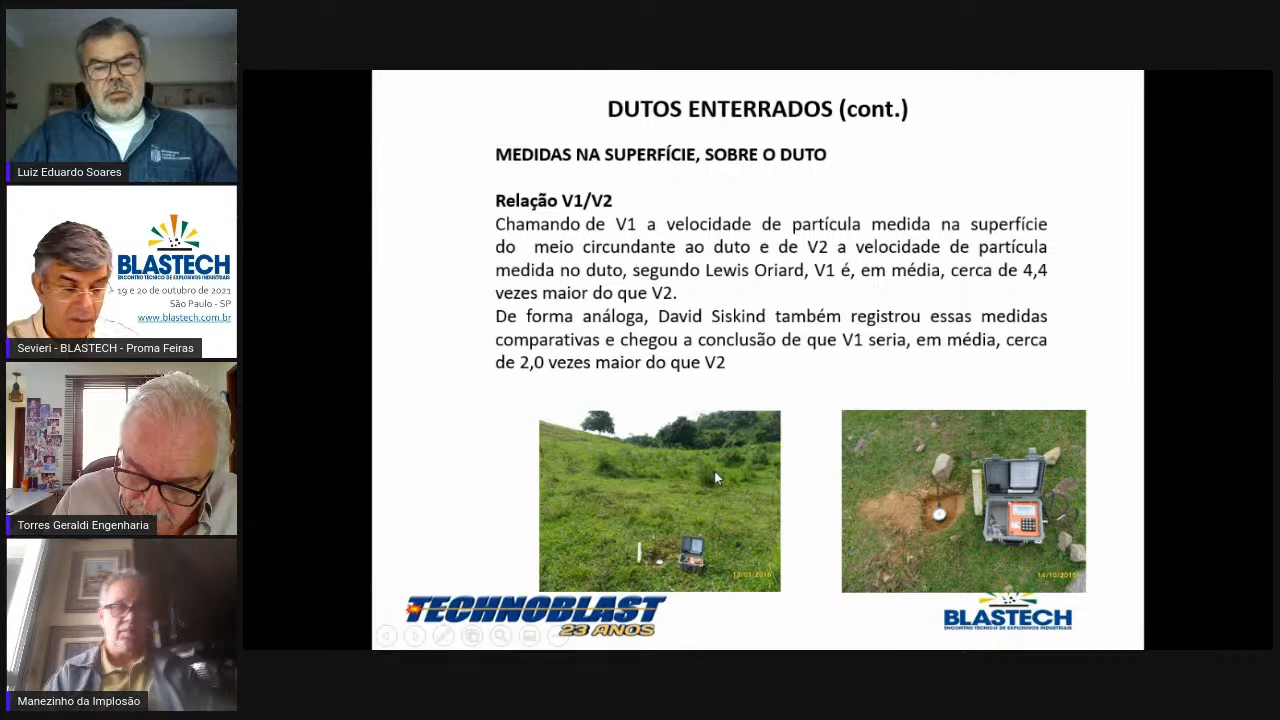 Luiz Eduardo Soares
BLASTECH
ENCONTRO TÉCNICO DE EXPLOSIVOS INDUSTRIAIS
19 e 20 de outubro de 2021
São Paulo - SP
www.blastech.com.br
Sevieri - BLASTECH - Proma Feiras
Torres Geraldi Engenharia
Manezinho da Implosão
DUTOS ENTERRADOS (cont.)
MEDIDAS NA SUPERFÍCIE, SOBRE O DUTO
Relação V1/V2
Chamando de V1 a velocidade de partícula medida na superfície
do meio circundante ao duto e de V2 a velocidade de partícula
medida no duto, segundo Lewis Oriard, V1 é, em média, cerca de 4,4
vezes maior do que V2.
De forma análoga, David Siskind também registrou essas medidas
comparativas e chegou a conclusão de que V1 seria, em média, cerca
de 2,0 vezes maior do que V2
TECHNOBLAST
23 ANOS
BLASTECH
ENCONTRO TÉCNICO DE EXPLOSIVOS INDUSTRIAIS